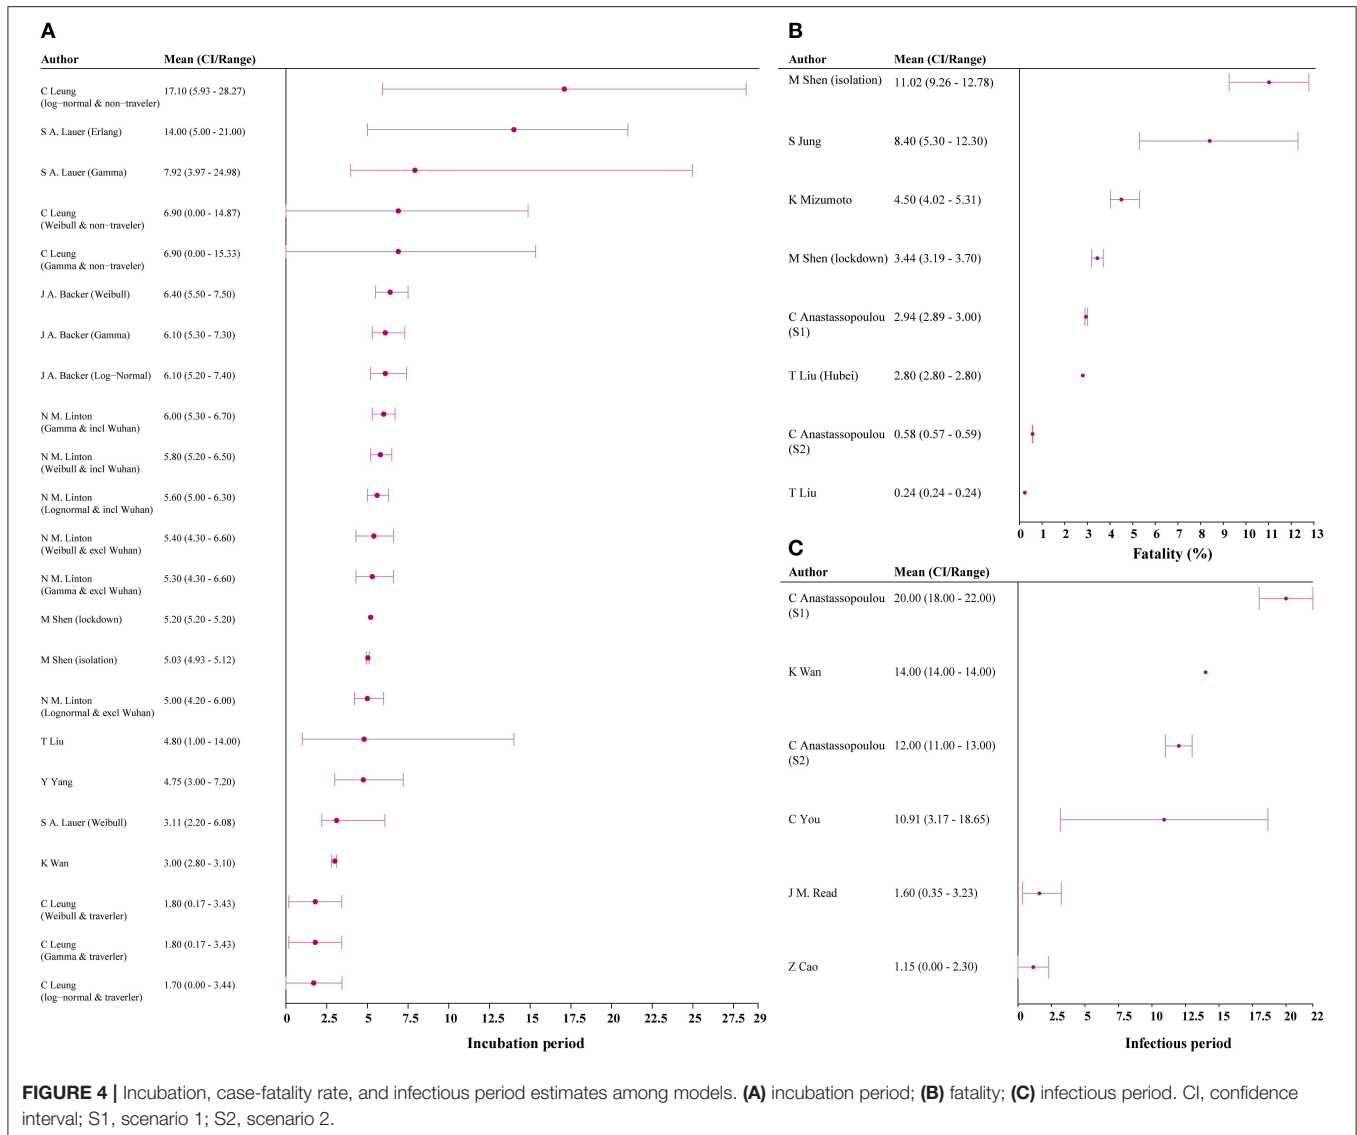 A
Author Mean (CI/Range)
C Leung 17.10 (5.93 - 28.27)
(log−normal & non−traveler)
S A. Lauer (Erlang) 14.00 (5.00 - 21.00)
S A. Lauer (Gamma) 7.92 (3.97 - 24.98)
C Leung 6.90 (0.00 - 14.87)
(Weibull & non−traveler)
C Leung 6.90 (0.00 - 15.33)
(Gamma & non−traveler)
J A. Backer (Weibull) 6.40 (5.50 - 7.50)
J A. Backer (Gamma) 6.10 (5.30 - 7.30)
J A. Backer (Log−Normal) 6.10 (5.20 - 7.40)
N M. Linton 6.00 (5.30 - 6.70)
(Gamma & incl Wuhan)
N M. Linton 5.80 (5.20 - 6.50)
(Weibull & incl Wuhan)
N M. Linton 5.60 (5.00 - 6.30)
(Lognormal & incl Wuhan)
N M. Linton 5.40 (4.30 - 6.60)
(Weibull & excl Wuhan)
N M. Linton 5.30 (4.30 - 6.60)
(Gamma & excl Wuhan)
M Shen (lockdown) 5.20 (5.20 - 5.20)
M Shen (isolation) 5.03 (4.93 - 5.12)
N M. Linton 5.00 (4.20 - 6.00)
(Lognormal & excl Wuhan)
T Liu 4.80 (1.00 - 14.00)
Y Yang 4.75 (3.00 - 7.20)
S A. Lauer (Weibull) 3.11 (2.20 - 6.08)
K Wan 3.00 (2.80 - 3.10)
C Leung 1.80 (0.17 - 3.43)
(Weibull & traverler)
C Leung 1.80 (0.17 - 3.43)
(Gamma & traverler)
C Leung 1.70 (0.00 - 3.44)
(log−normal & traverler)
0 2.5 5 7.5 10 12.5 15 17.5 20 22.5 25 27.5 29
Incubation period
B
Author Mean (CI/Range)
M Shen (isolation) 11.02 (9.26 - 12.78)
S Jung 8.40 (5.30 - 12.30)
K Mizumoto 4.50 (4.02 - 5.31)
M Shen (lockdown) 3.44 (3.19 - 3.70)
C Anastassopoulou 2.94 (2.89 - 3.00)
(S1)
T Liu (Hubei) 2.80 (2.80 - 2.80)
C Anastassopoulou 0.58 (0.57 - 0.59)
(S2)
T Liu 0.24 (0.24 - 0.24)
0 1 2 3 4 5 6 7 8 9 10 11 12 13
Fatality (%)
C
Author Mean (CI/Range)
C Anastassopoulou 20.00 (18.00 - 22.00)
(S1)
K Wan 14.00 (14.00 - 14.00)
C Anastassopoulou 12.00 (11.00 - 13.00)
(S2)
C You 10.91 (3.17 - 18.65)
J M. Read 1.60 (0.35 - 3.23)
Z Cao 1.15 (0.00 - 2.30)
0 2.5 5 7.5 10 12.5 15 17.5 20 22
Infectious period
FIGURE 4 | Incubation, case-fatality rate, and infectious period estimates among models. (A) incubation period; (B) fatality; (C) infectious period. CI, confidence
interval; S1, scenario 1; S2, scenario 2.